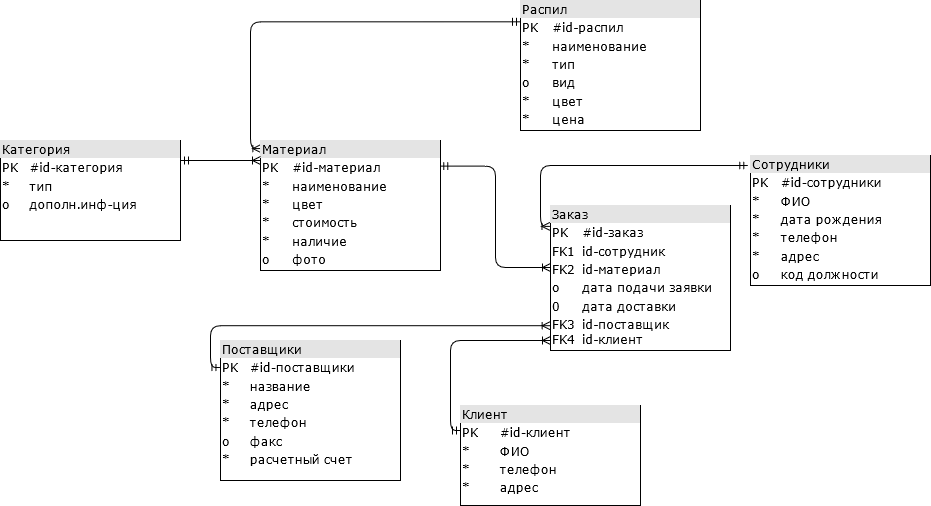 Распил
PK #id-распил
* наименование
* тип
o вид
* цвет
* цена
Категория
PK #id-категория
* тип
o дополн.инф-ция
Материал
PK #id-материал
* наименование
* цвет
* стоимость
* наличие
o фото
Сотрудники
PK #id-сотрудники
* ФИО
* дата рождения
* телефон
* адрес
o код должности
Заказ
PK #id-заказ
FK1 id-сотрудник
FK2 id-материал
o дата подачи заявки
0 дата доставки
FK3 id-поставщик
FK4 id-клиент
Поставщики
PK #id-поставщики
* название
* адрес
* телефон
o факс
* расчетный счет
Клиент
PK #id-клиент
* ФИО
* телефон
* адрес